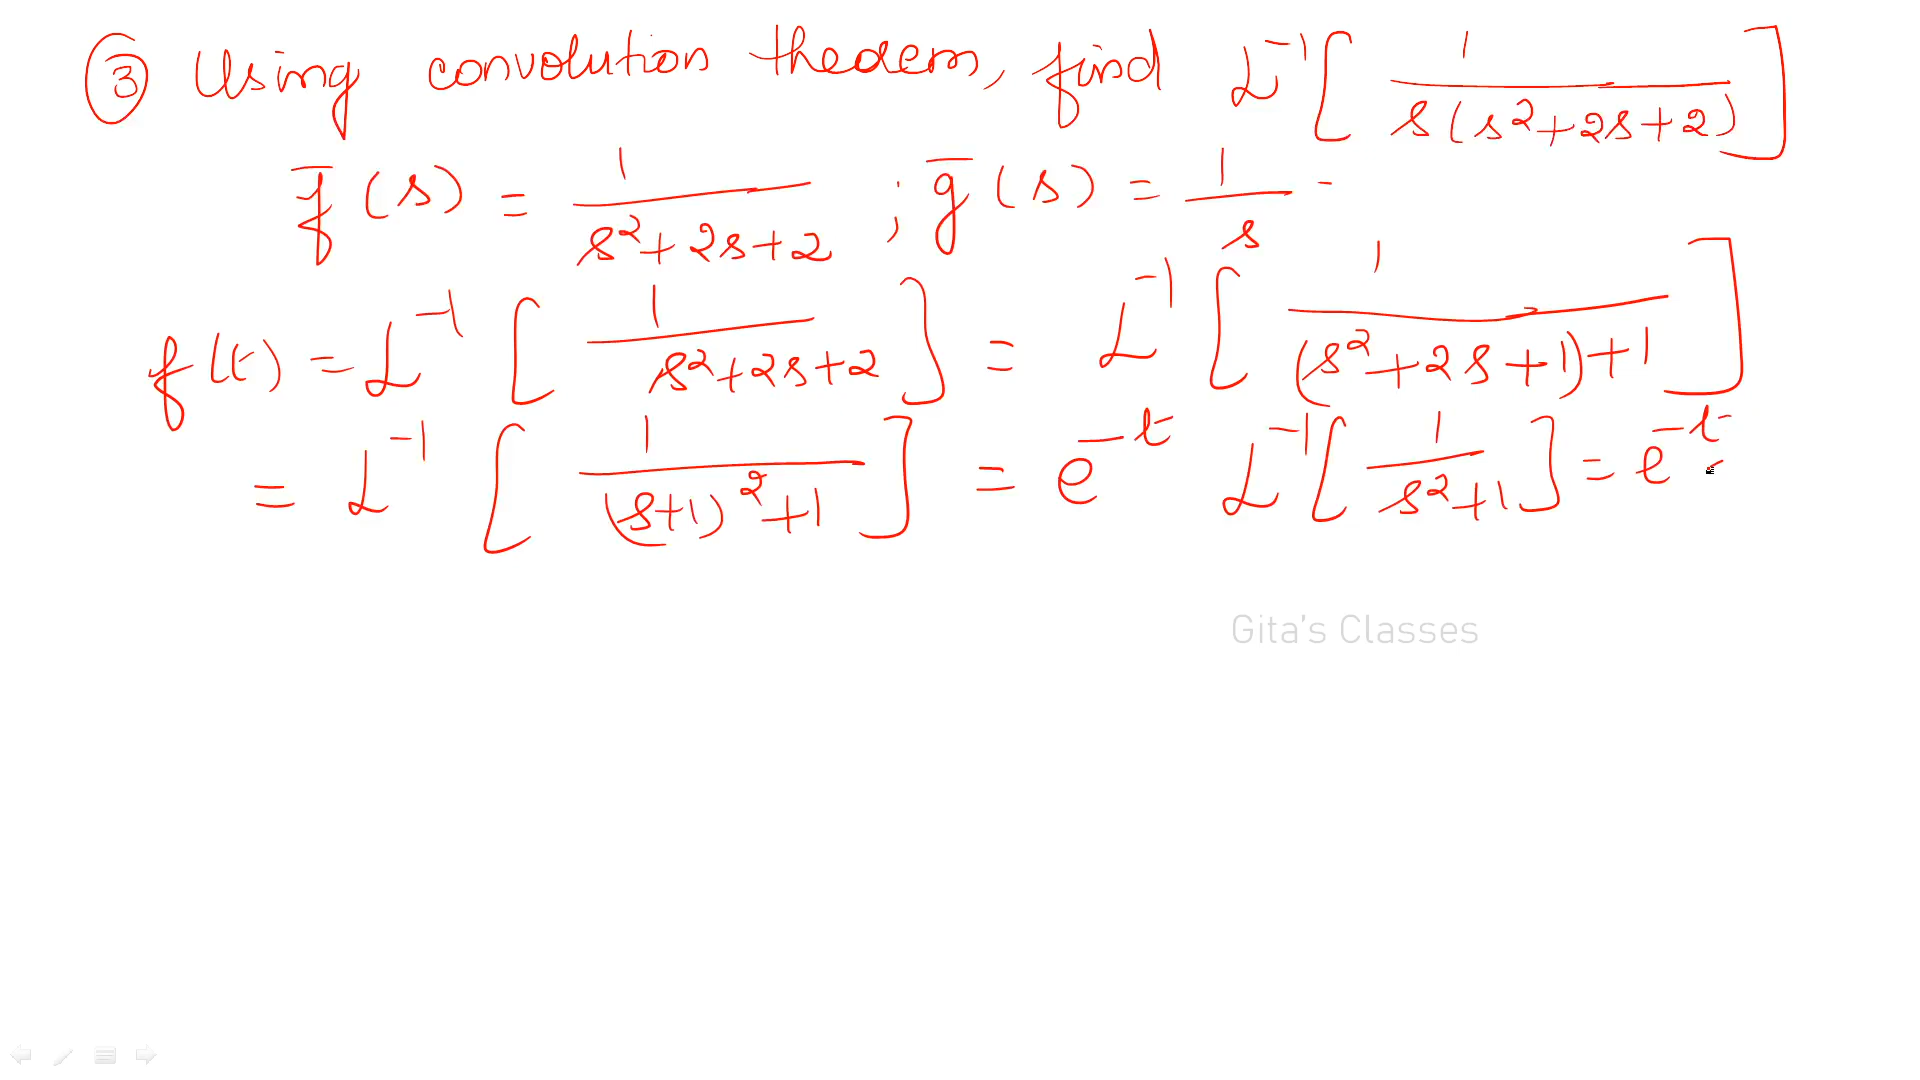 ③ Using convolution theorem, find L⁻¹[1/(s(s²+2s+2))]
f̄(s) = 1/(s²+2s+2) ; ḡ(s) = 1/s
f(t) = L⁻¹[1/(s²+2s+2)] = L⁻¹[1/((s²+2s+1)+1)]
= L⁻¹[1/((s+1)²+1)] = e⁻ᵗ L⁻¹[1/(s²+1)] = e⁻ᵗ
Gita's Classes